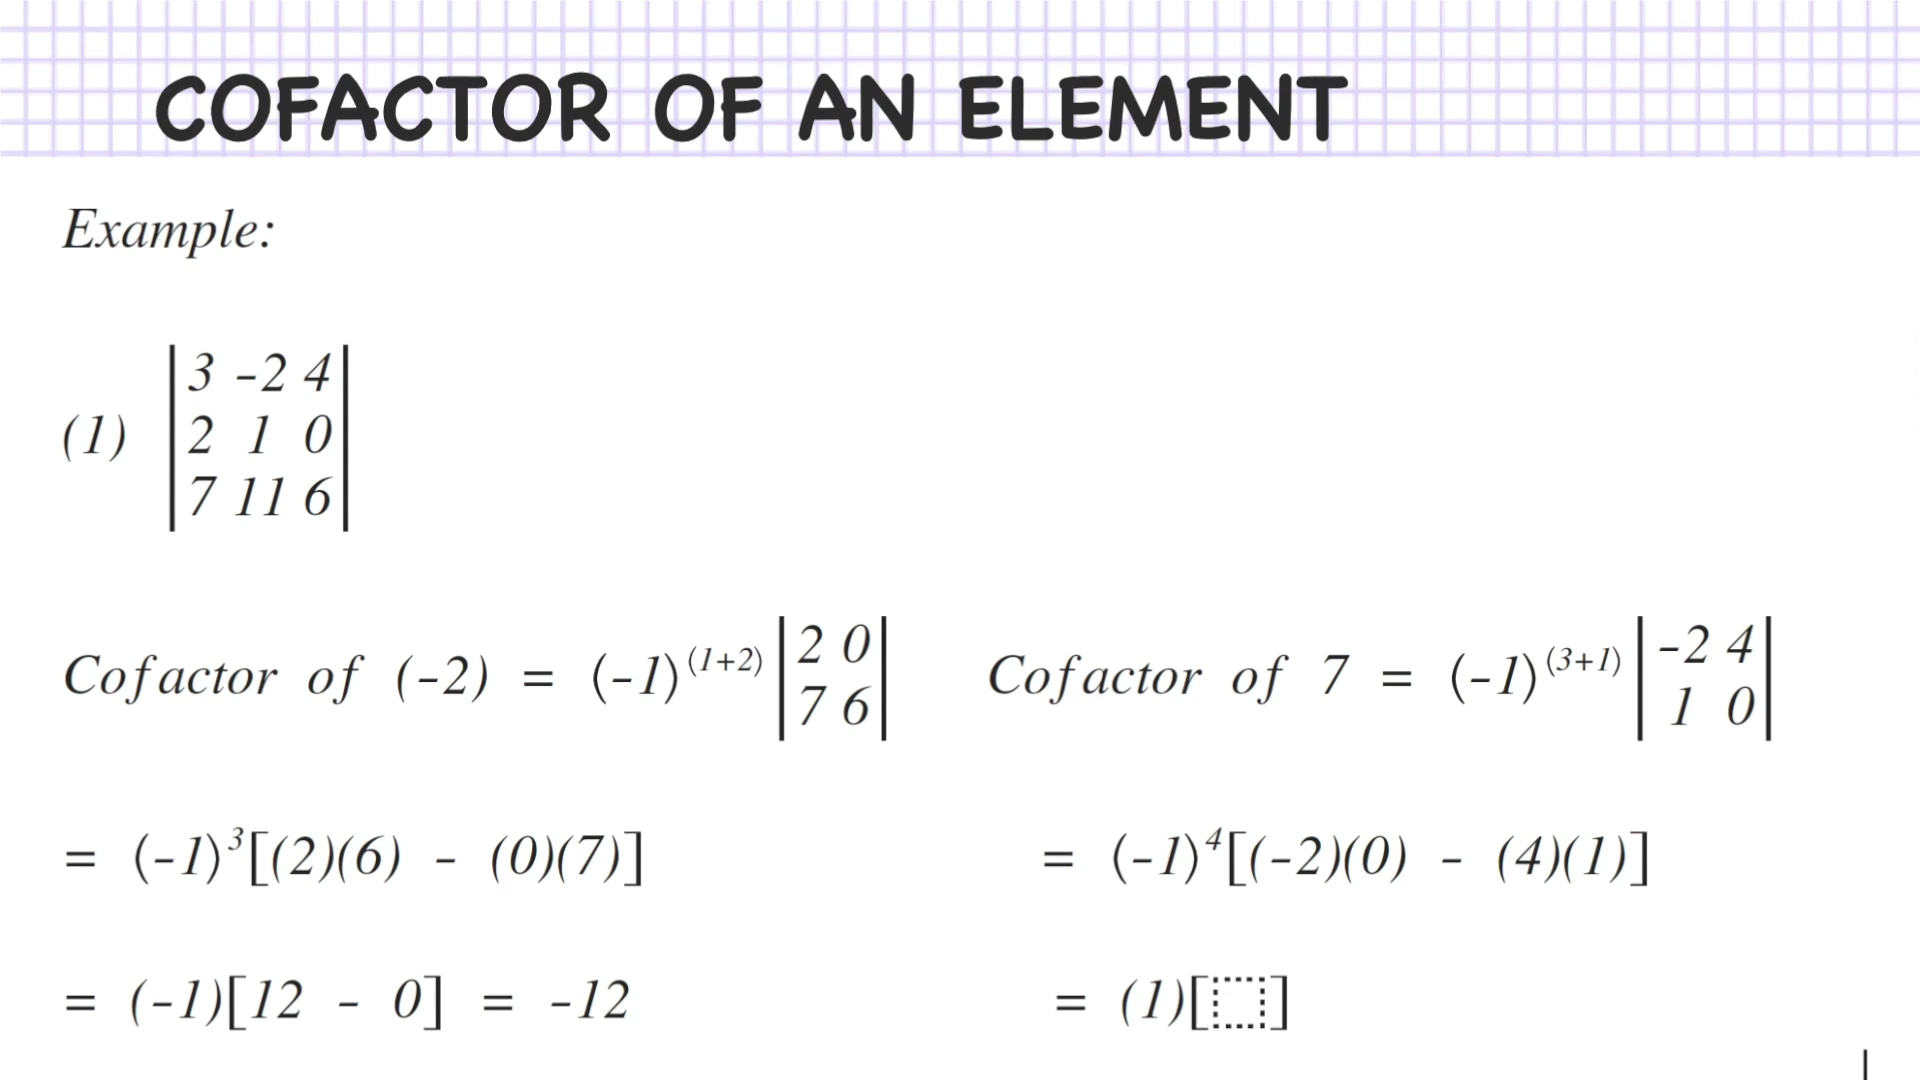 COFACTOR OF AN ELEMENT
Example:
(1) |3 -2 4|
|2 1 0|
|7 11 6|
Cofactor of (-2) = (-1)^(1+2) |2 0|
|7 6|
= (-1)^3[(2)(6) - (0)(7)]
= (-1)[12 - 0] = -12
Cofactor of 7 = (-1)^(3+1) |-2 4|
|1 0|
= (-1)^4[(-2)(0) - (4)(1)]
= (1)[⬚]